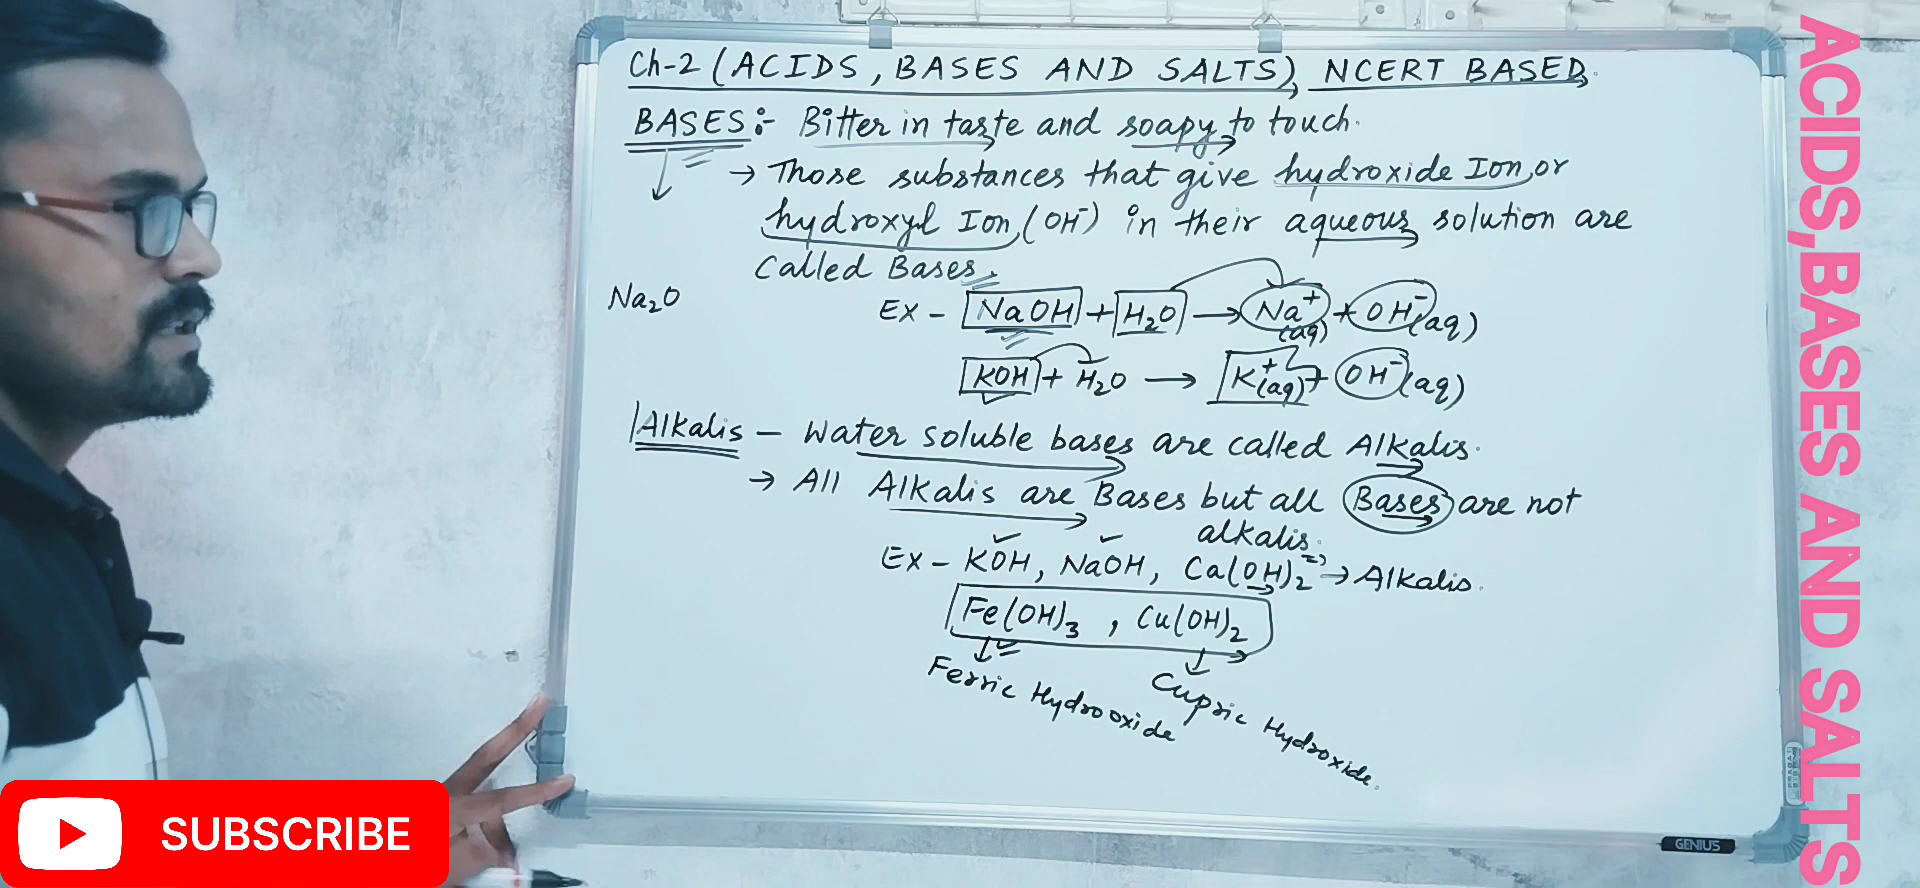 Ch-2 (ACIDS, BASES AND SALTS), NCERT BASED.
BASES:- Bitter in taste and soapy to touch.
→ Those substances that give hydroxide Ion, or
hydroxyl Ion, (OH⁻) in their aqueous solution are
Called Bases.
Na₂O
Ex - NaOH + H₂O → Na⁺(aq) + OH⁻(aq)
KOH + H₂O → K⁺(aq) + OH⁻(aq)
Alkalis - Water soluble bases are called Alkalis.
→ All Alkalis are Bases but all Bases are not
alkalis.
Ex - KOH, NaOH, Ca(OH)₂ → Alkalis.
Fe(OH)₃, Cu(OH)₂
Ferric Hydrooxide
Cupric Hydroxide.
ACIDS,BASES AND SALTS
SUBSCRIBE
GENIUS